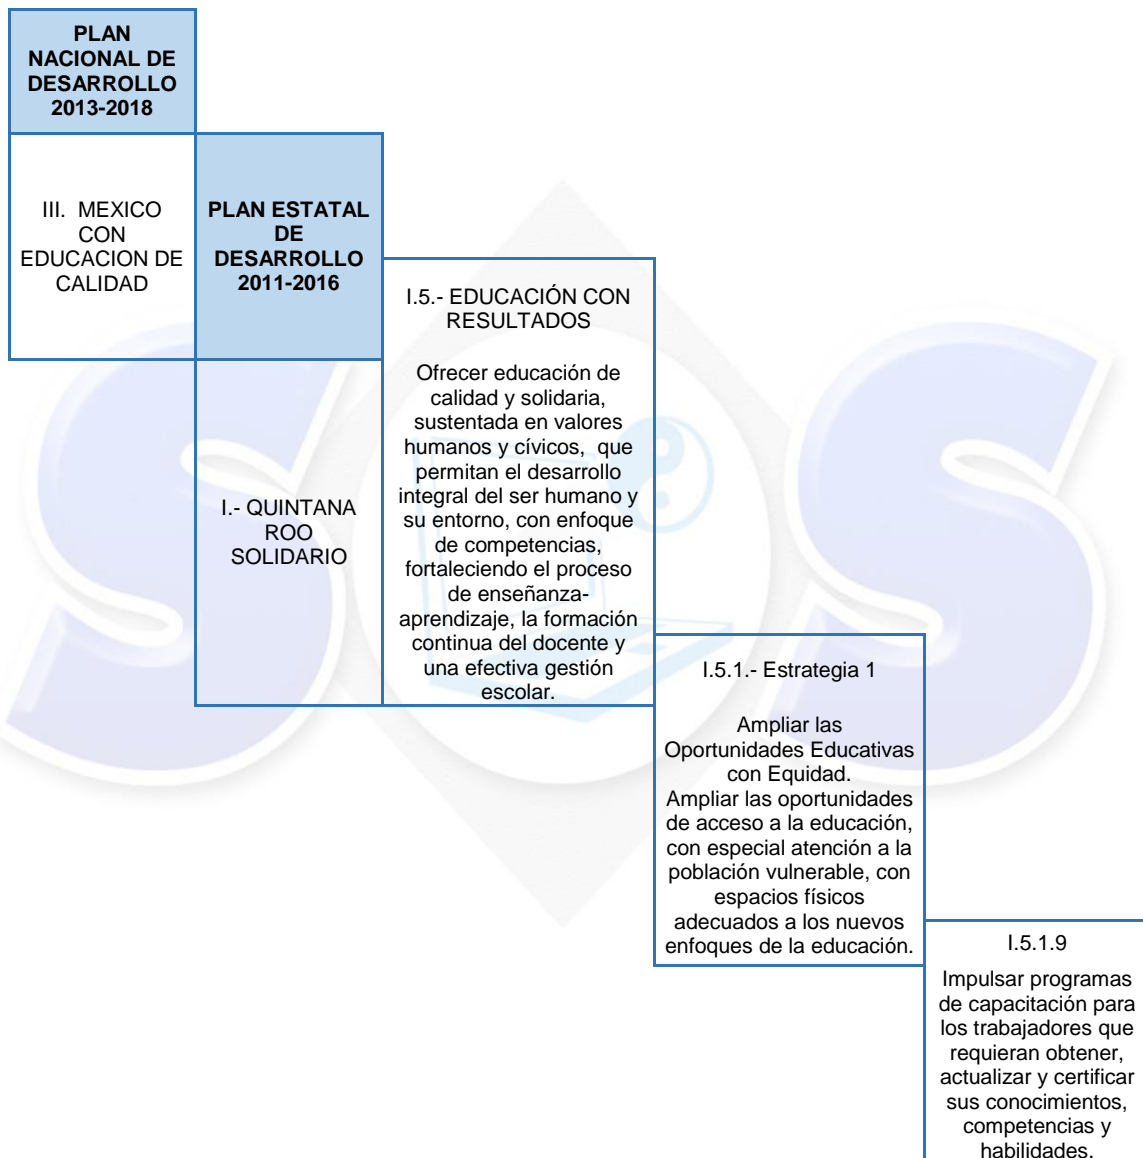 PLAN
NACIONAL DE
DESARROLLO
2013-2018
III. MEXICO
CON
EDUCACION DE
CALIDAD
PLAN ESTATAL
DE
DESARROLLO
2011-2016
I.- QUINTANA
ROO
SOLIDARIO
I.5.- EDUCACIÓN CON
RESULTADOS
Ofrecer educación de
calidad y solidaria,
sustentada en valores
humanos y cívicos, que
permitan el desarrollo
integral del ser humano y
su entorno, con enfoque
de competencias,
fortaleciendo el proceso
de enseñanza-
aprendizaje, la formación
continua del docente y
una efectiva gestión
escolar.
I.5.1.- Estrategia 1
Ampliar las
Oportunidades Educativas
con Equidad.
Ampliar las oportunidades
de acceso a la educación,
con especial atención a la
población vulnerable, con
espacios físicos
adecuados a los nuevos
enfoques de la educación.
I.5.1.9
Impulsar programas
de capacitación para
los trabajadores que
requieran obtener,
actualizar y certificar
sus conocimientos,
competencias y
habilidades.
S S